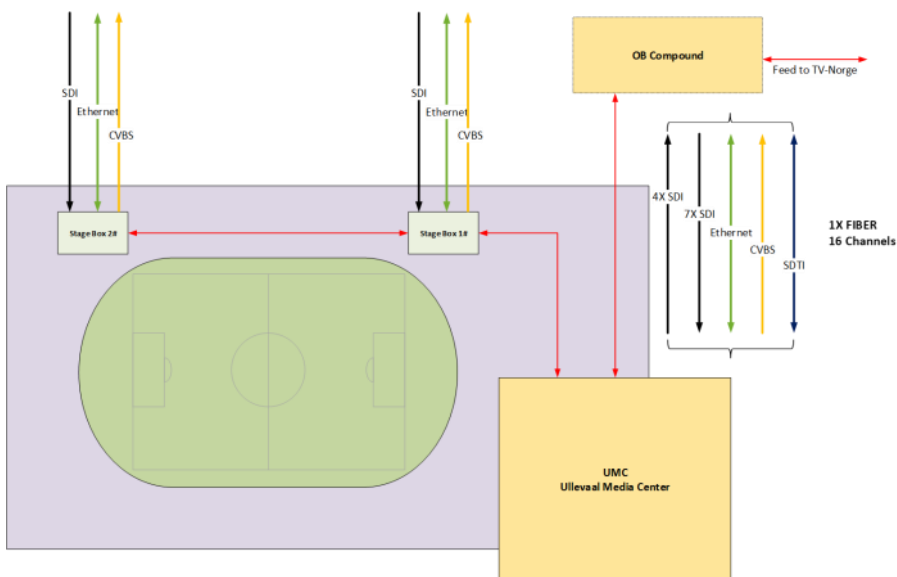 SDI
Ethernet
CVBS
SDI
Ethernet
CVBS
OB Compound
Feed to TV-Norge
4X SDI
7X SDI
Ethernet
CVBS
SDTI
1X FIBER
16 Channels
Stage Box 2#
Stage Box 1#
UMC
Ullevaal Media Center